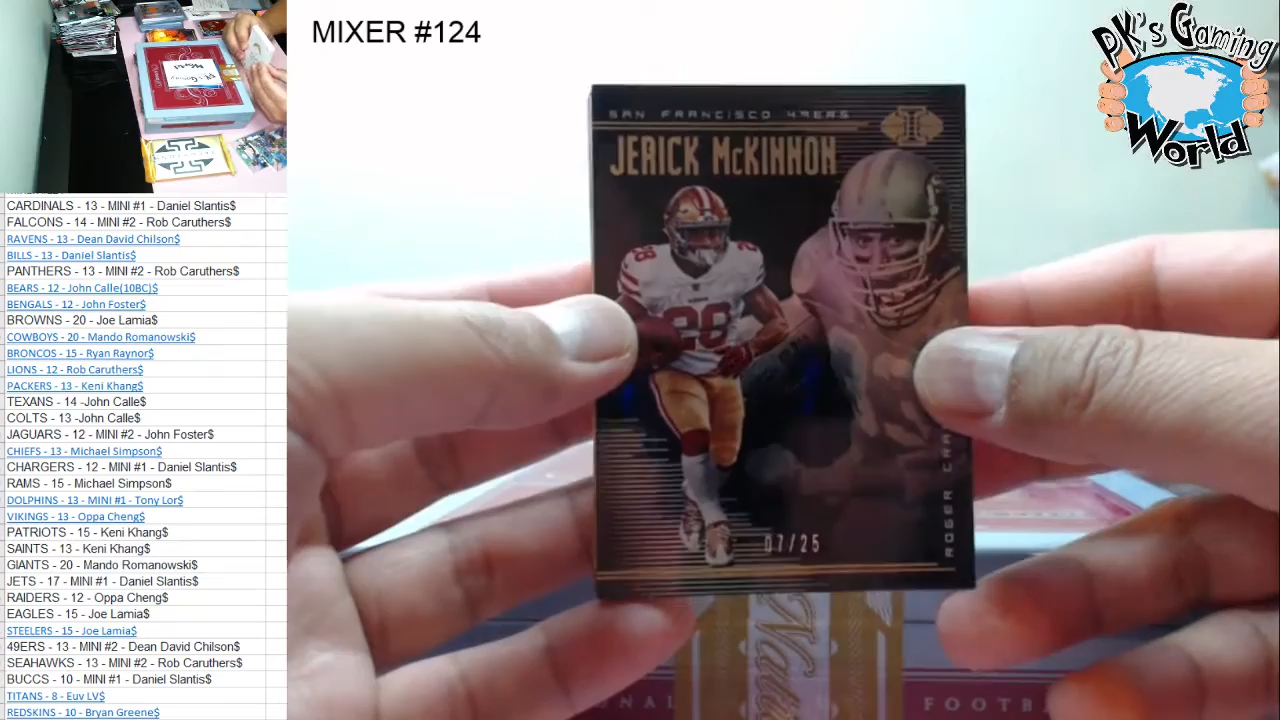 MIXER #124
PK's Gaming
World
SAN FRANCISCO 49ERS
JERICK McKINNON
28
28
07/25
ROGER
CARDINALS - 13 - MINI #1 - Daniel Slantis$
FALCONS - 14 - MINI #2 - Rob Caruthers$
RAVENS - 13 - Dean David Chilson$
BILLS - 13 - Daniel Slantis$
PANTHERS - 13 - MINI #2 - Rob Caruthers$
BEARS - 12 - John Calle(10BC)$
BENGALS - 12 - John Foster$
BROWNS - 20 - Joe Lamia$
COWBOYS - 20 - Mando Romanowski$
BRONCOS - 15 - Ryan Raynor$
LIONS - 12 - Rob Caruthers$
PACKERS - 13 - Keni Khang$
TEXANS - 14 -John Calle$
COLTS - 13 -John Calle$
JAGUARS - 12 - MINI #2 - John Foster$
CHIEFS - 13 - Michael Simpson$
CHARGERS - 12 - MINI #1 - Daniel Slantis$
RAMS - 15 - Michael Simpson$
DOLPHINS - 13 - MINI #1 - Tony Lor$
VIKINGS - 13 - Oppa Cheng$
PATRIOTS - 15 - Keni Khang$
SAINTS - 13 - Keni Khang$
GIANTS - 20 - Mando Romanowski$
JETS - 17 - MINI #1 - Daniel Slantis$
RAIDERS - 12 - Oppa Cheng$
EAGLES - 15 - Joe Lamia$
STEELERS - 15 - Joe Lamia$
49ERS - 13 - MINI #2 - Dean David Chilson$
SEAHAWKS - 13 - MINI #2 - Rob Caruthers$
BUCCS - 10 - MINI #1 - Daniel Slantis$
TITANS - 8 - Euv LV$
REDSKINS - 10 - Bryan Greene$